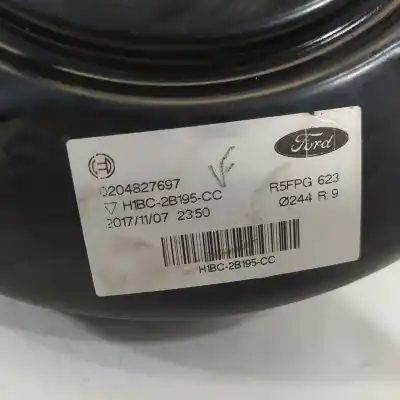 Ford
0204827697
R5FPG 623
H1BC-2B195-CC
Ø244 R:9
2017/11/07 23:50
H1BC-2B195-CC